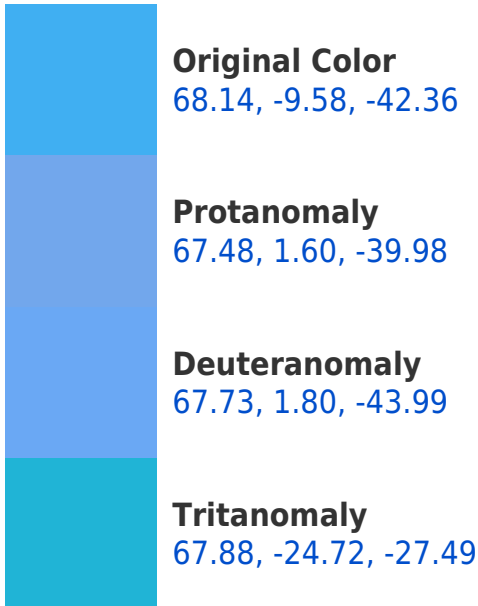 Original Color
68.14, -9.58, -42.36
Protanomaly
67.48, 1.60, -39.98
Deuteranomaly
67.73, 1.80, -43.99
Tritanomaly
67.88, -24.72, -27.49